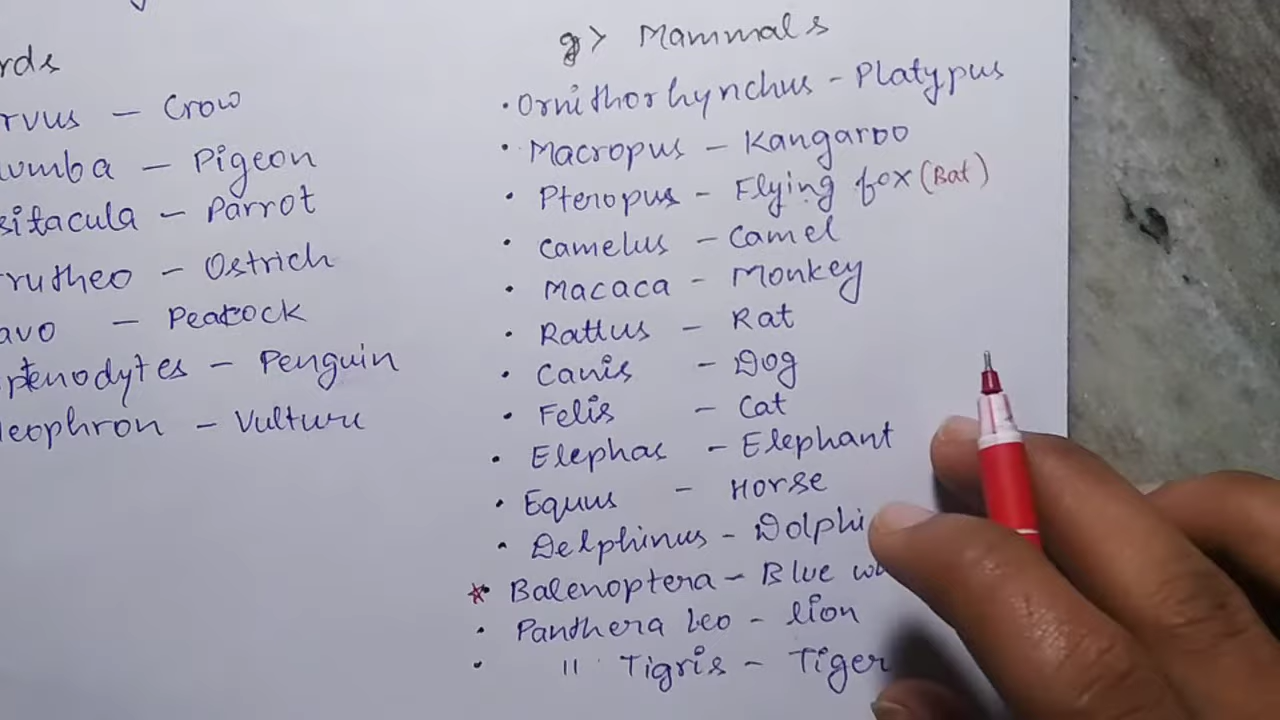 rds
rvus - Crow
umba - Pigeon
sitacula - Parrot
rutheo - Ostrich
avo - Peacock
ptenodytes - Penguin
eophron - Vulture
g> Mammals
• Ornithorhynchus - Platypus
• Macropus - Kangaroo
• Pteropus - Flying fox (Bat)
• Camelus - Camel
• Macaca - Monkey
• Rattus - Rat
• Canis - Dog
• Felis - Cat
• Elephas - Elephant
• Equus - Horse
• Delphinus - Dolphi
* Balenoptera - Blue w
• Panthera Leo - lion
• " Tigris - Tiger